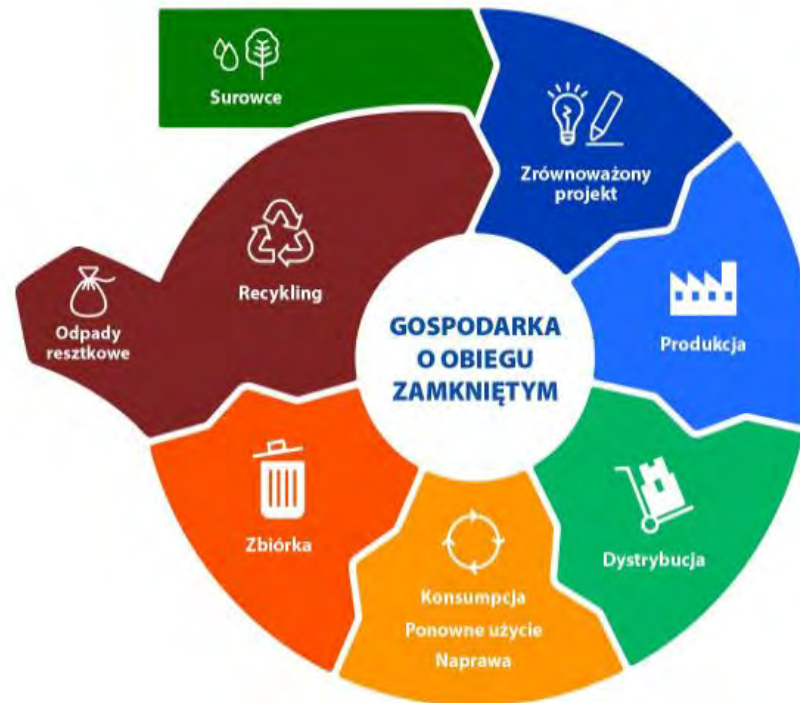 Surowce
Zrównoważony
projekt
Produkcja
Dystrybucja
Konsumpcja
Ponowne użycie
Naprawa
Zbiórka
Recykling
Odpady
resztkowe
GOSPODARKA
O OBIEGU
ZAMKNIĘTYM